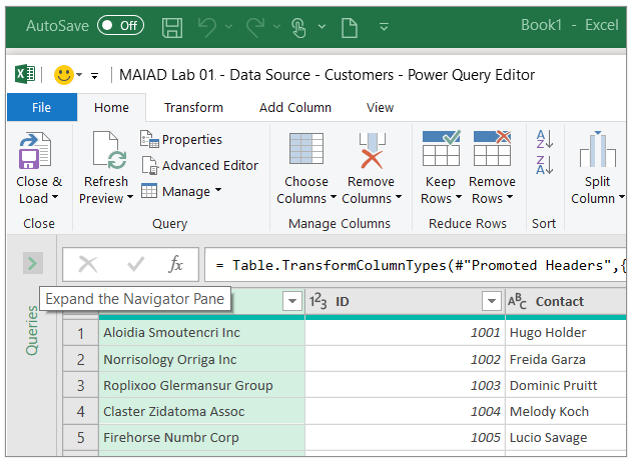 AutoSave Off Book1 - Excel
MAIAD Lab 01 - Data Source - Customers - Power Query Editor
File Home Transform Add Column View
Close & Load
Refresh Preview
Properties
Advanced Editor
Manage
Choose Columns
Remove Columns
Keep Rows
Remove Rows
Split Column
Close Query Manage Columns Reduce Rows Sort
fx = Table.TransformColumnTypes(#"Promoted Headers",{
Expand the Navigator Pane
Queries
1²3 ID ABC Contact
1 Aloidia Smoutencri Inc 1001 Hugo Holder
2 Norrisology Orriga Inc 1002 Freida Garza
3 Roplixoo Glermansur Group 1003 Dominic Pruitt
4 Claster Zidatoma Assoc 1004 Melody Koch
5 Firehorse Numbr Corp 1005 Lucio Savage